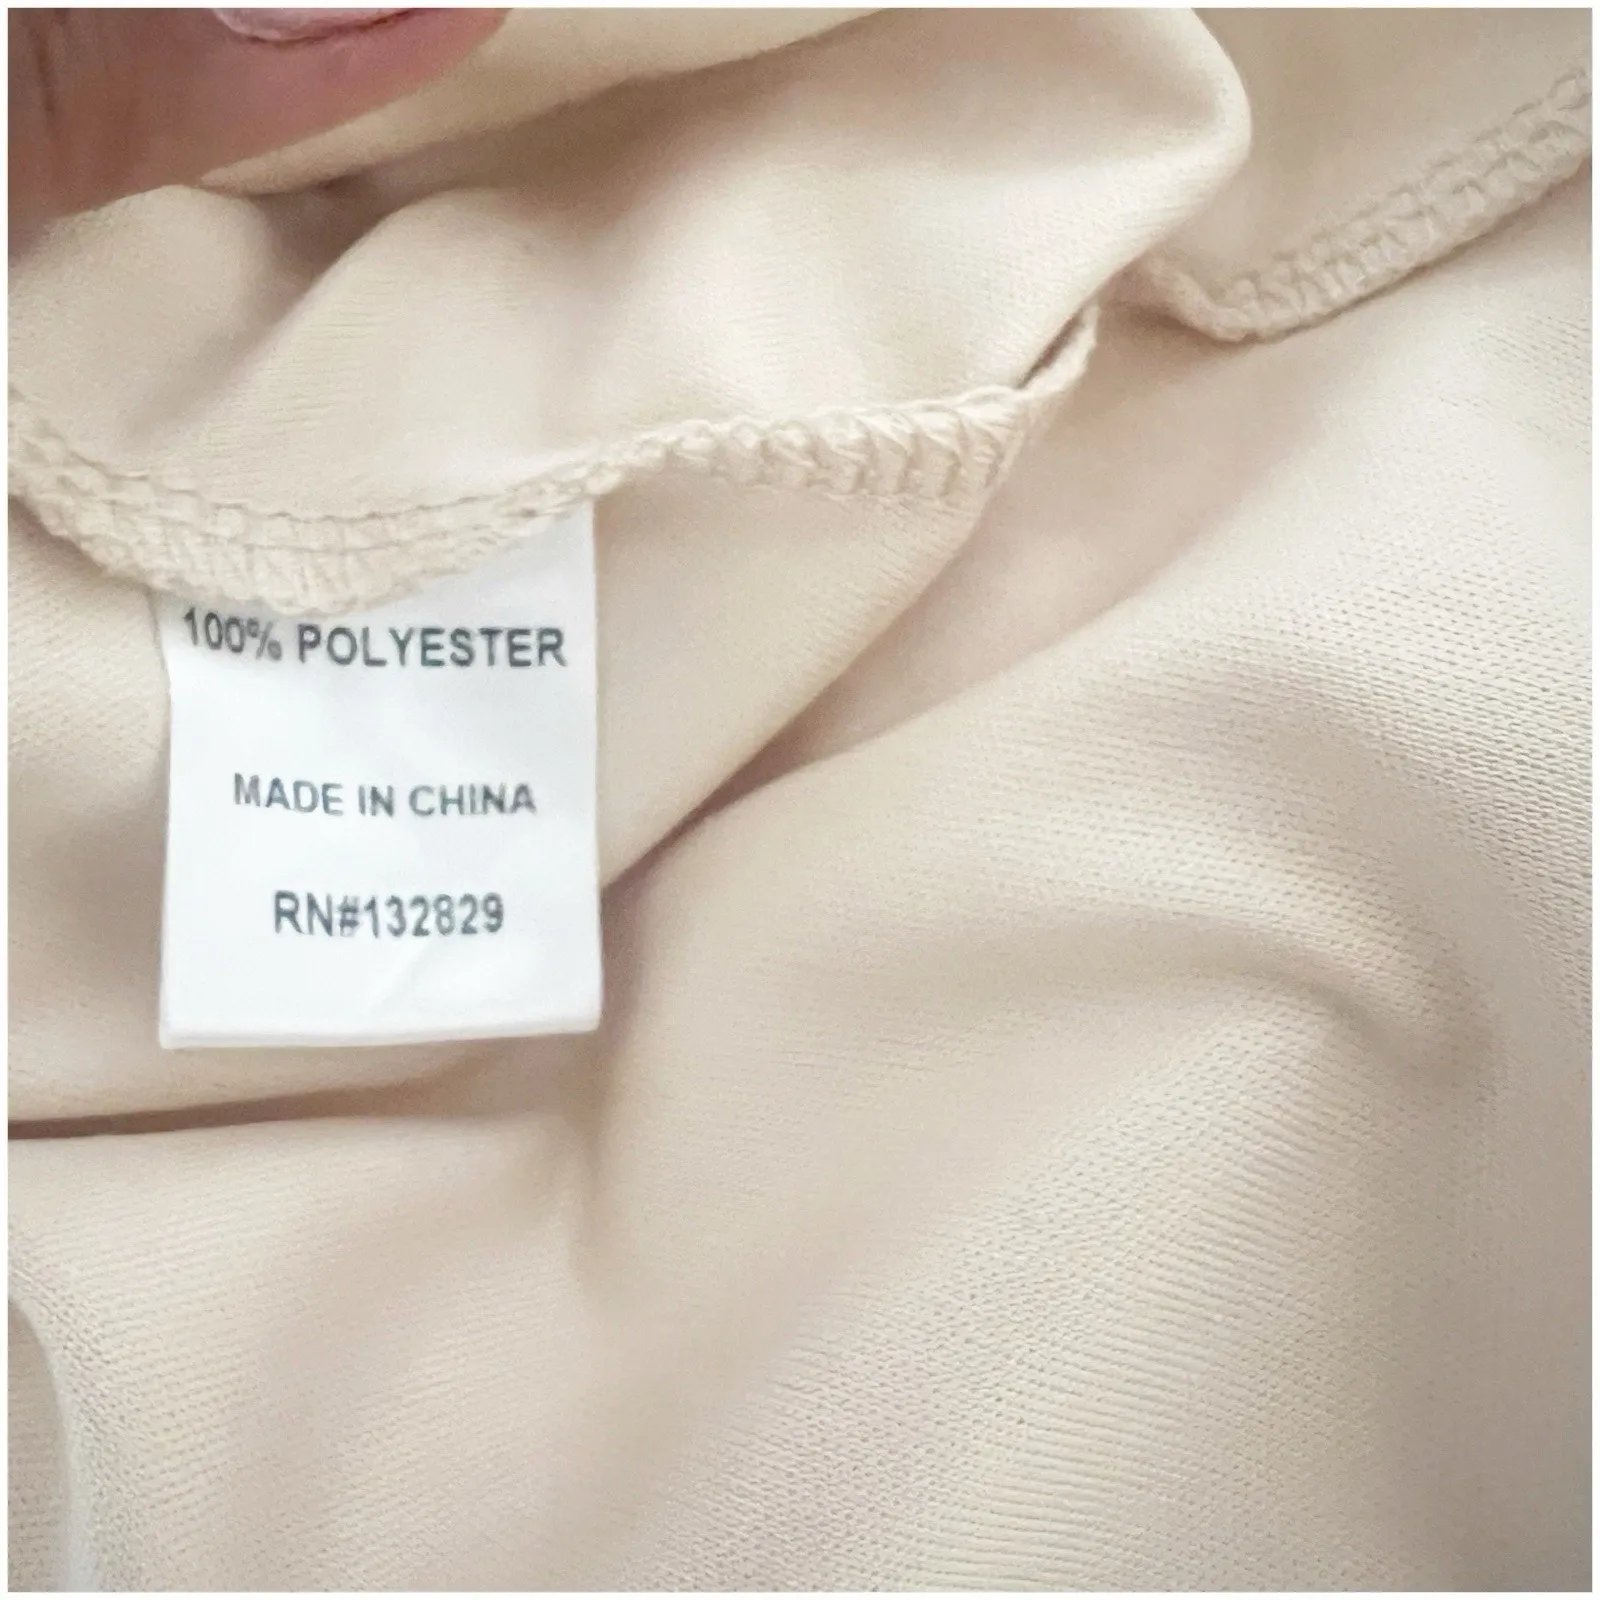 100% POLYESTER
MADE IN CHINA
RN#132829